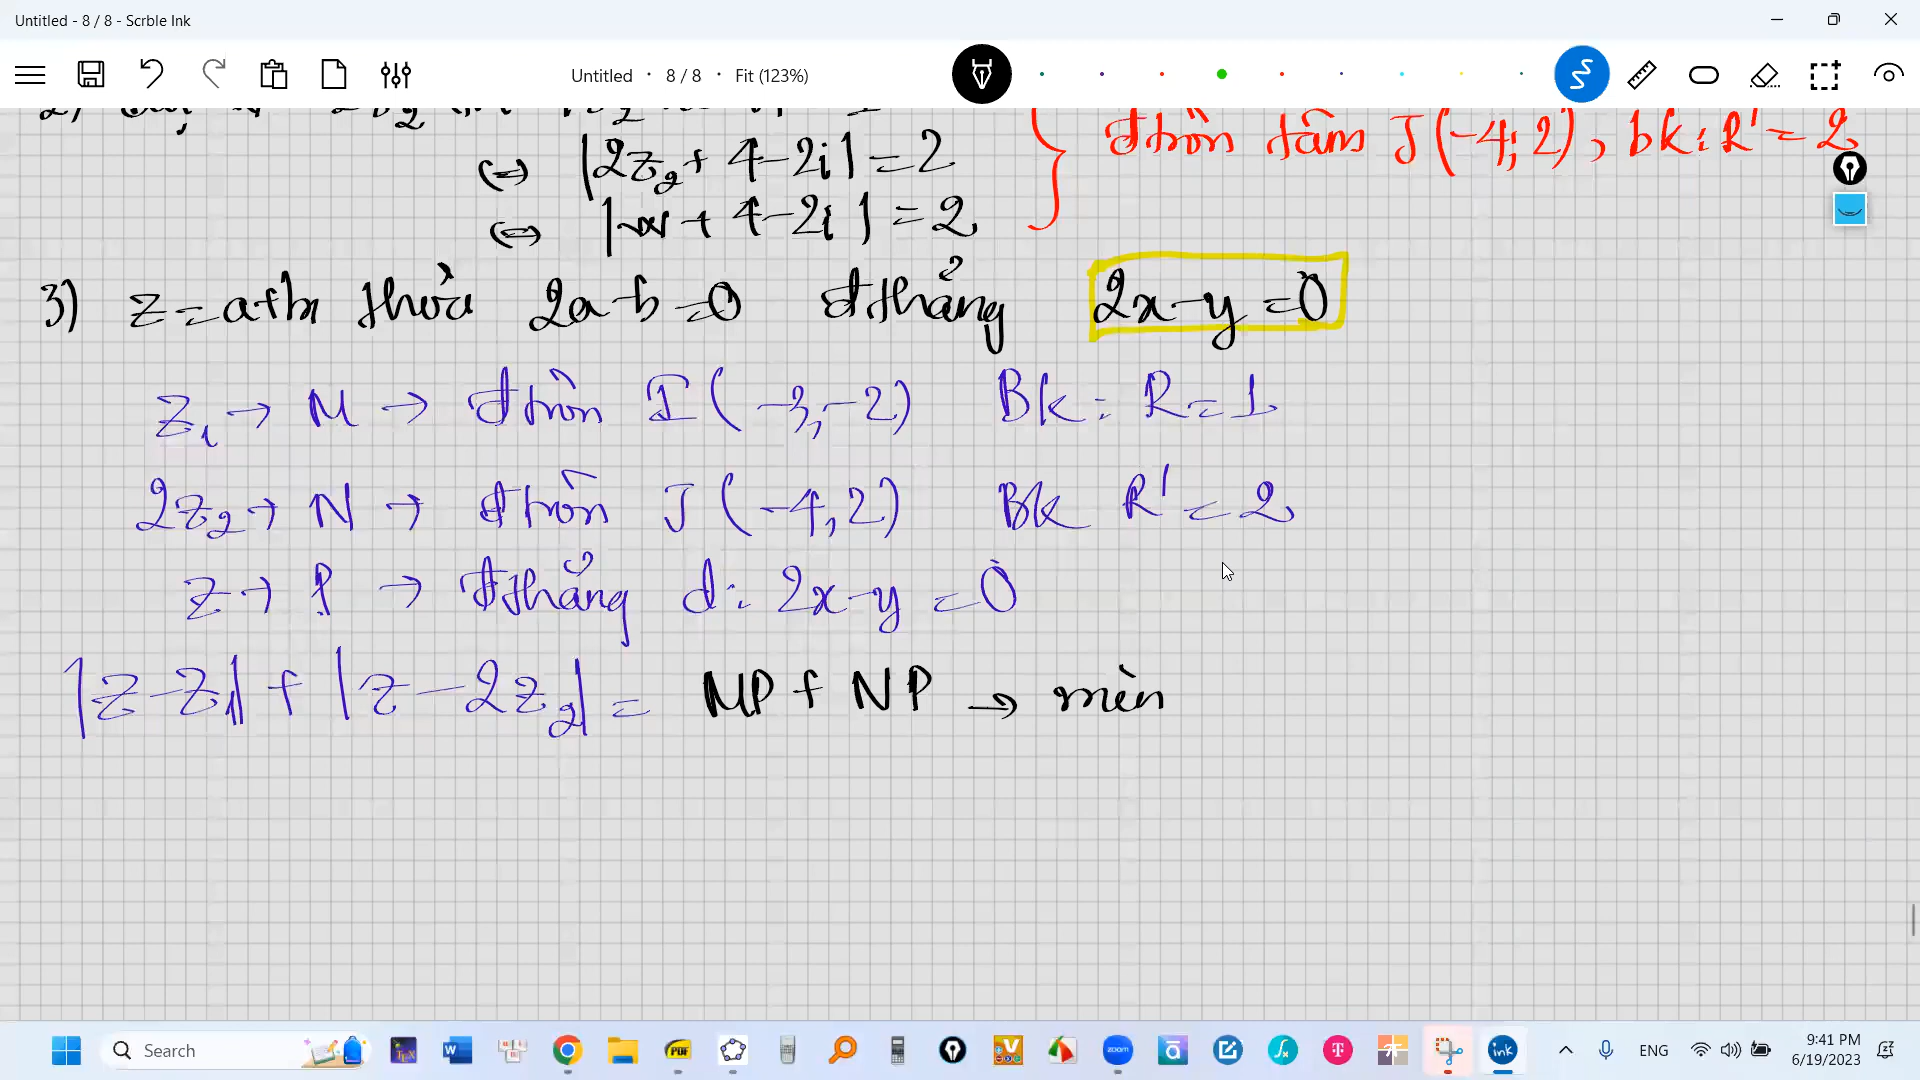 Untitled - 8 / 8 - Scrble Ink
Untitled • 8 / 8 • Fit (123%)
đtròn tâm J(-4; 2), bk: R' = 2
⇔ |2z₂ + 4-2i| = 2
⇔ |w + 4-2i| = 2
3) z = a+bi thỏa 2a-b=0 đthẳng 2x-y=0
z₁ → M → đtròn I(-3,-2) Bk: R=1
2z₂ → N → đtròn J(-4,2) Bk R' = 2
z → P → đthẳng d: 2x-y=0
|z-z₁| + |z-2z₂| = MP + NP → min
Search
ENG
9:41 PM
6/19/2023